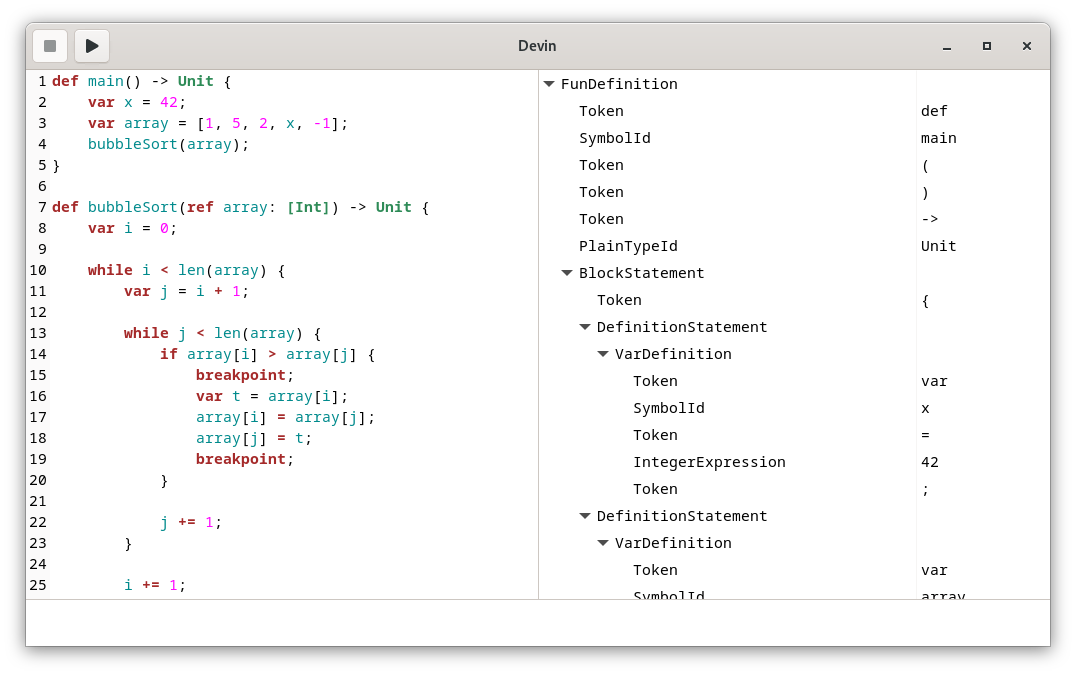 Devin
1 def main() -> Unit {
2     var x = 42;
3     var array = [1, 5, 2, x, -1];
4     bubbleSort(array);
5 }
6
7 def bubbleSort(ref array: [Int]) -> Unit {
8     var i = 0;
9
10     while i < len(array) {
11         var j = i + 1;
12
13         while j < len(array) {
14             if array[i] > array[j] {
15                 breakpoint;
16                 var t = array[i];
17                 array[i] = array[j];
18                 array[j] = t;
19                 breakpoint;
20             }
21
22             j += 1;
23         }
24
25         i += 1;
FunDefinition
Token def
SymbolId main
Token (
Token )
Token ->
PlainTypeId Unit
BlockStatement
Token {
DefinitionStatement
VarDefinition
Token var
SymbolId x
Token =
IntegerExpression 42
Token ;
DefinitionStatement
VarDefinition
Token var
SymbolId array